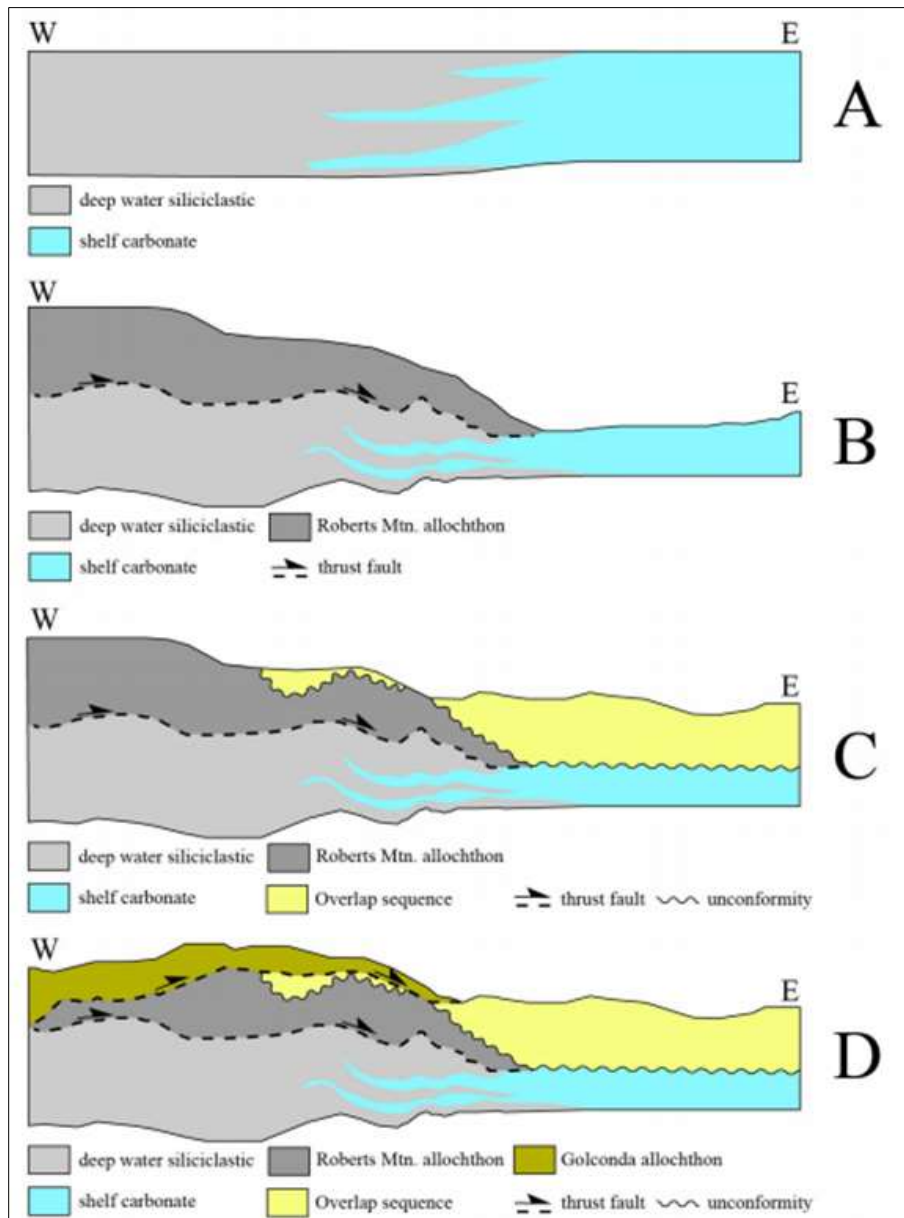 W E
A
deep water siliciclastic
shelf carbonate
W
E
B
deep water siliciclastic Roberts Mtn. allochthon
shelf carbonate thrust fault
W
E
C
deep water siliciclastic Roberts Mtn. allochthon
shelf carbonate Overlap sequence thrust fault unconformity
W
E
D
deep water siliciclastic Roberts Mtn. allochthon Golconda allochthon
shelf carbonate Overlap sequence thrust fault unconformity